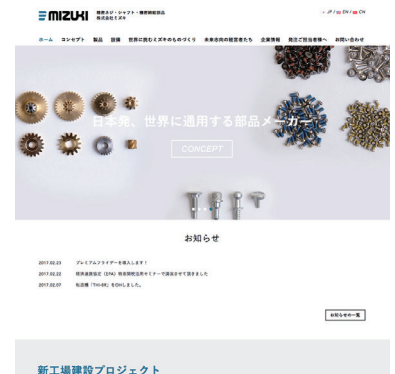 MIZUKI
精密ネジ・シャフト・精密締結部品
株式会社ミズキ
JP / EN / CN
ホーム コンセプト 製品 設備 世界に挑むミズキのものづくり 未来志向の経営者たち 企業情報 発注ご担当者様へ お問い合わせ
日本発、世界に通用する部品メーカー
CONCEPT
お知らせ
2017.02.23 プレミアムフライデーを導入します！
2017.02.22 経済連携協定（EPA）特恵関税活用セミナーで講演させて頂きました
2017.02.07 転造機「TH-6R」をOHしました。
お知らせの一覧
新工場建設プロジェクト